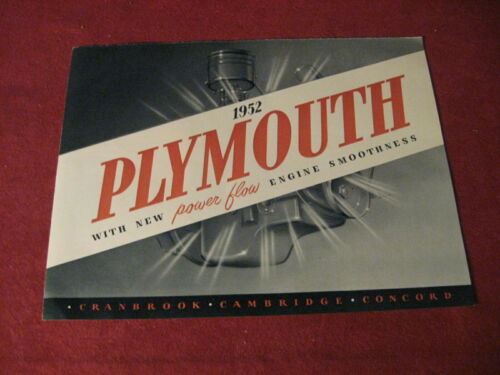 1952
PLYMOUTH
WITH NEW power flow ENGINE SMOOTHNESS
• CRANBROOK • CAMBRIDGE • CONCORD